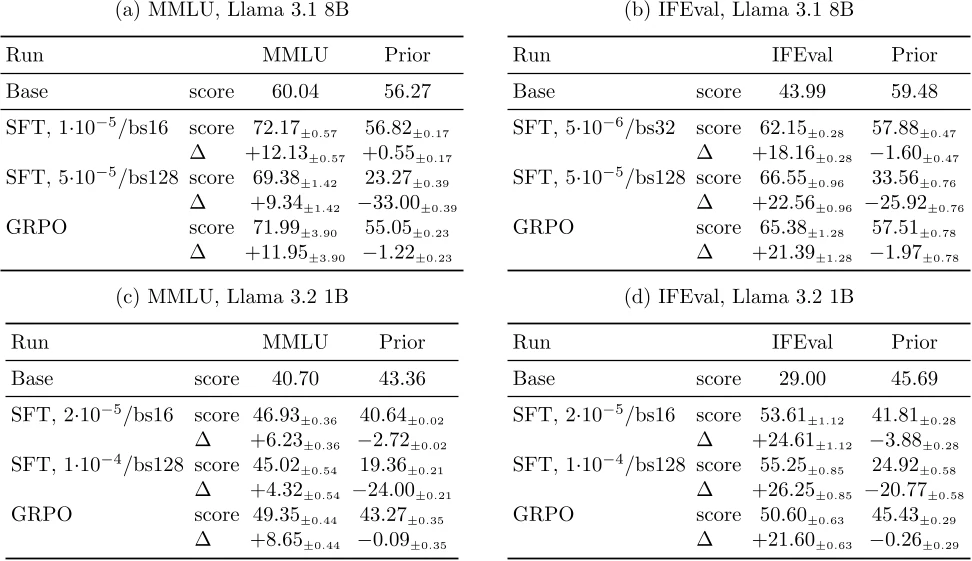 (a) MMLU, Llama 3.1 8B
Run MMLU Prior
Base score 60.04 56.27
SFT, 1·10−5/bs16 score 72.17±0.57 56.82±0.17
Δ +12.13±0.57 +0.55±0.17
SFT, 5·10−5/bs128 score 69.38±1.42 23.27±0.39
Δ +9.34±1.42 −33.00±0.39
GRPO score 71.99±3.90 55.05±0.23
Δ +11.95±3.90 −1.22±0.23
(b) IFEval, Llama 3.1 8B
Run IFEval Prior
Base score 43.99 59.48
SFT, 5·10−6/bs32 score 62.15±0.28 57.88±0.47
Δ +18.16±0.28 −1.60±0.47
SFT, 5·10−5/bs128 score 66.55±0.96 33.56±0.76
Δ +22.56±0.96 −25.92±0.76
GRPO score 65.38±1.28 57.51±0.78
Δ +21.39±1.28 −1.97±0.78
(c) MMLU, Llama 3.2 1B
Run MMLU Prior
Base score 40.70 43.36
SFT, 2·10−5/bs16 score 46.93±0.36 40.64±0.02
Δ +6.23±0.36 −2.72±0.02
SFT, 1·10−4/bs128 score 45.02±0.54 19.36±0.21
Δ +4.32±0.54 −24.00±0.21
GRPO score 49.35±0.44 43.27±0.35
Δ +8.65±0.44 −0.09±0.35
(d) IFEval, Llama 3.2 1B
Run IFEval Prior
Base score 29.00 45.69
SFT, 2·10−5/bs16 score 53.61±1.12 41.81±0.28
Δ +24.61±1.12 −3.88±0.28
SFT, 1·10−4/bs128 score 55.25±0.85 24.92±0.58
Δ +26.25±0.85 −20.77±0.58
GRPO score 50.60±0.63 45.43±0.29
Δ +21.60±0.63 −0.26±0.29